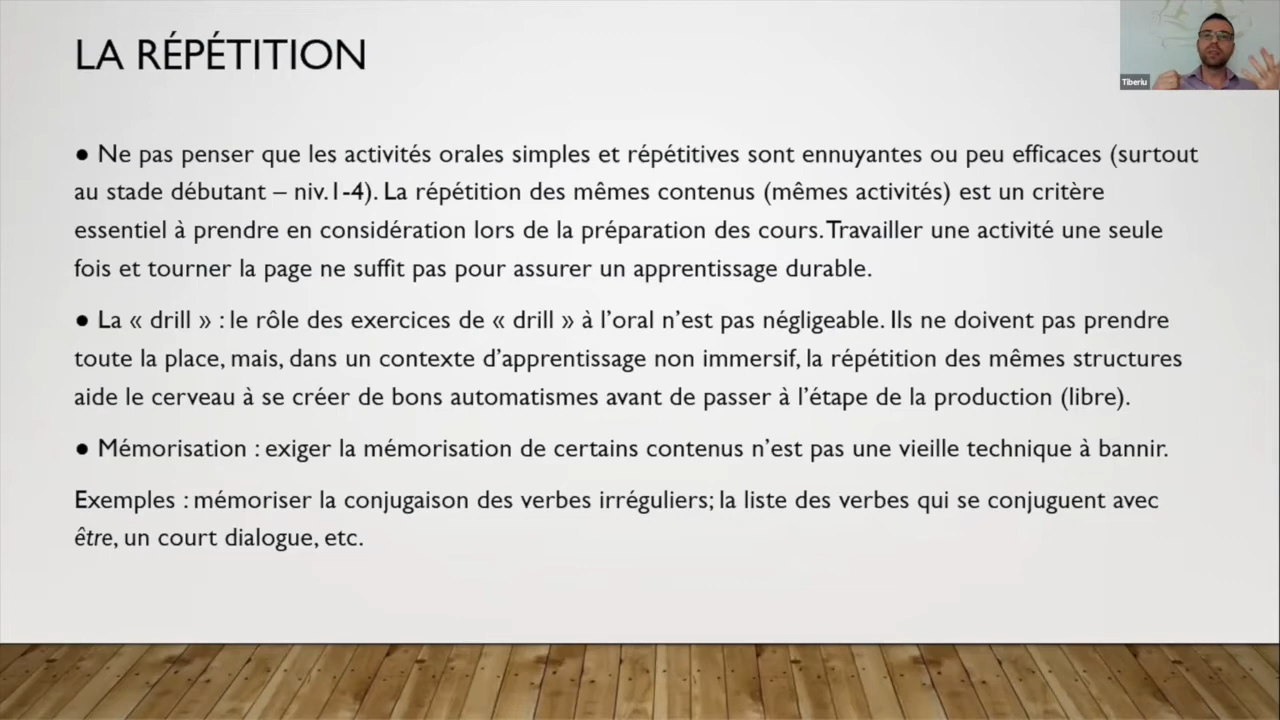 LA RÉPÉTITION
Tiberiu
● Ne pas penser que les activités orales simples et répétitives sont ennuyantes ou peu efficaces (surtout
au stade débutant – niv.1-4). La répétition des mêmes contenus (mêmes activités) est un critère
essentiel à prendre en considération lors de la préparation des cours. Travailler une activité une seule
fois et tourner la page ne suffit pas pour assurer un apprentissage durable.
● La « drill » : le rôle des exercices de « drill » à l’oral n’est pas négligeable. Ils ne doivent pas prendre
toute la place, mais, dans un contexte d’apprentissage non immersif, la répétition des mêmes structures
aide le cerveau à se créer de bons automatismes avant de passer à l’étape de la production (libre).
● Mémorisation : exiger la mémorisation de certains contenus n’est pas une vieille technique à bannir.
Exemples : mémoriser la conjugaison des verbes irréguliers; la liste des verbes qui se conjuguent avec
être, un court dialogue, etc.